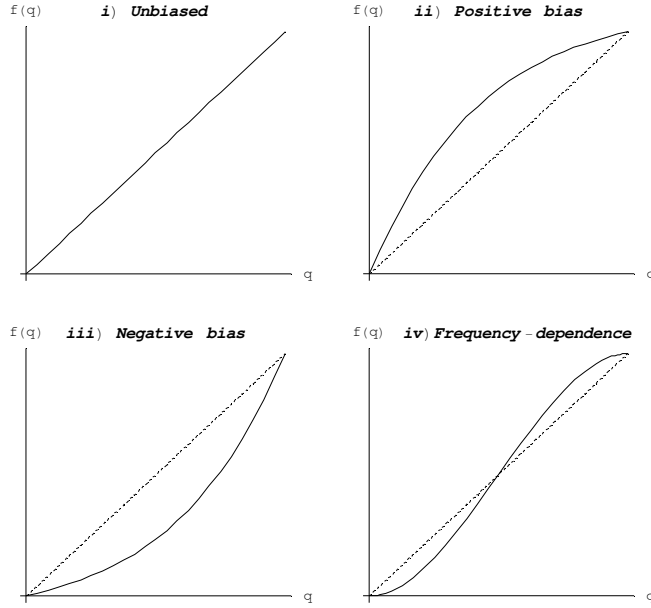 f(q) i) Unbiased
q
f(q) ii) Positive bias
q
f(q) iii) Negative bias
q
f(q) iv) Frequency-dependence
q